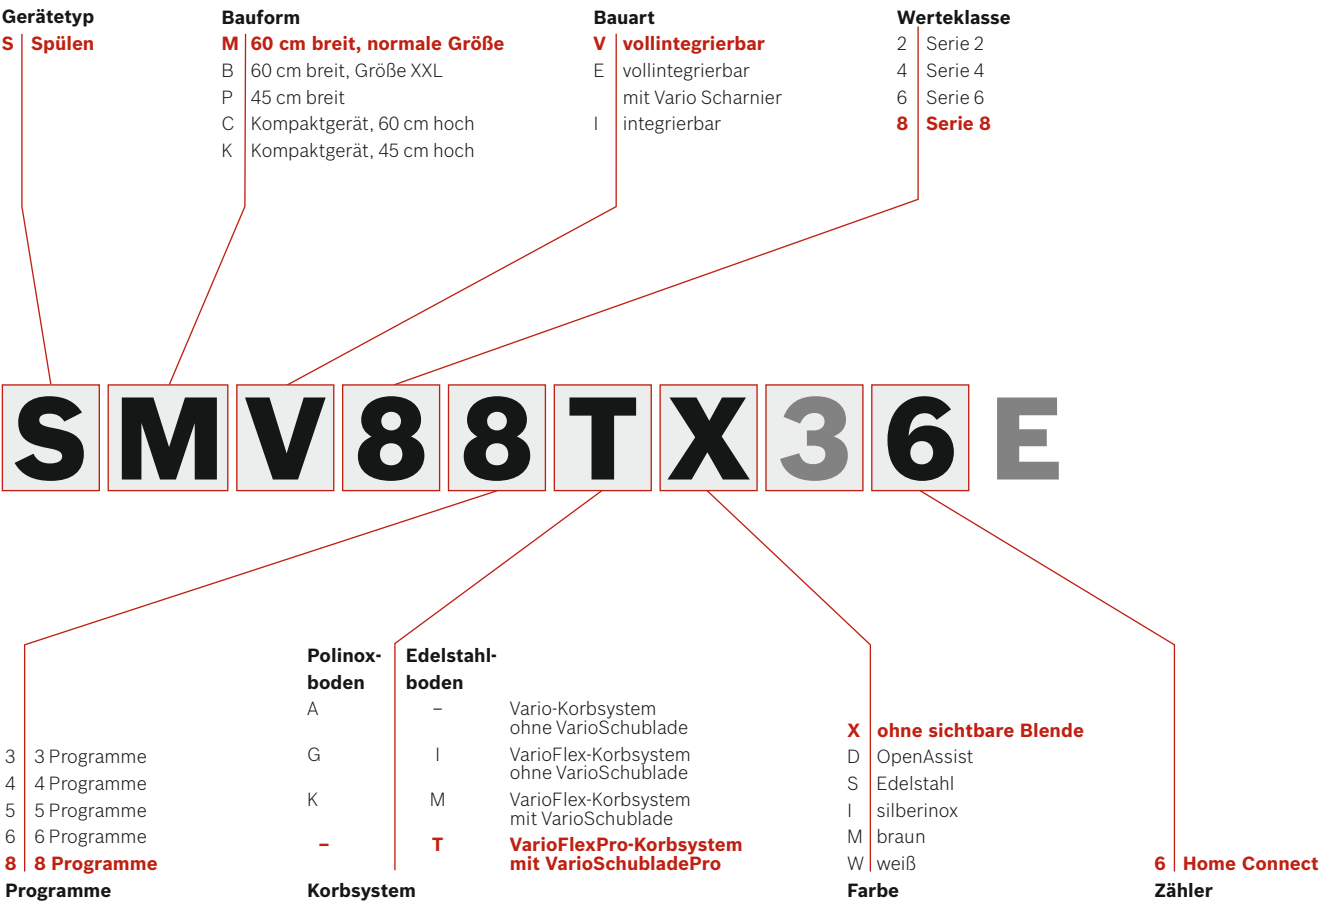 Gerätetyp
S Spülen
Bauform
M 60 cm breit, normale Größe
B 60 cm breit, Größe XXL
P 45 cm breit
C Kompaktgerät, 60 cm hoch
K Kompaktgerät, 45 cm hoch
Bauart
V vollintegrierbar
E vollintegrierbar
mit Vario Scharnier
I integrierbar
Werteklasse
2 Serie 2
4 Serie 4
6 Serie 6
8 Serie 8
SMV88TX36E
3 3 Programme
4 4 Programme
5 5 Programme
6 6 Programme
8 8 Programme
Programme
Polinox-
boden
Edelstahl-
boden
A – Vario-Korbsystem
ohne VarioSchublade
G I VarioFlex-Korbsystem
ohne VarioSchublade
K M VarioFlex-Korbsystem
mit VarioSchublade
– T VarioFlexPro-Korbsystem
mit VarioSchubladePro
Korbsystem
X ohne sichtbare Blende
D OpenAssist
S Edelstahl
I silberinox
M braun
W weiß
Farbe
6 Home Connect
Zähler